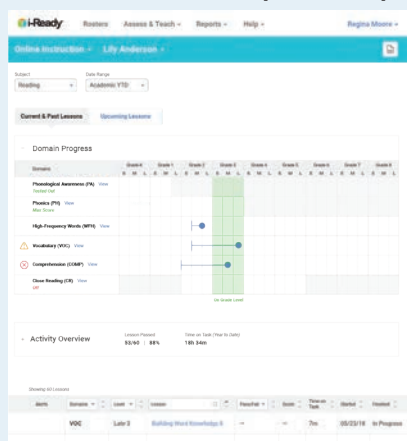 i-Ready Rosters Assess & Teach Reports Help Regina Moore
Online Instruction Lily Anderson
Subject Date Range
Reading Academic YTD
Current & Past Lessons Upcoming Lessons
Domain Progress
Domains Grade K Grade 1 Grade 2 Grade 3 Grade 4 Grade 5 Grade 6 Grade 7 Grade 8
E M L E M L E M L E M L E M L E M L E M L E M L E M L
Phonological Awareness (PA) View
Tested Out
Phonics (PH) View
Max Score
High-Frequency Words (WFH) View
Vocabulary (VOC) View
Comprehension (COMP) View
Close Reading (CR) View
Off
On Grade Level
Activity Overview
Lesson Passed Time on Task (Year to Date)
53/60 | 88% 18h 34m
Showing 60 Lessons
Alerts Domains Level Lesson Pass/Fail Score Time on Task Started Finished
VOC Late 3 Building Word Knowledge 8 — — 7m 05/23/18 In Progress